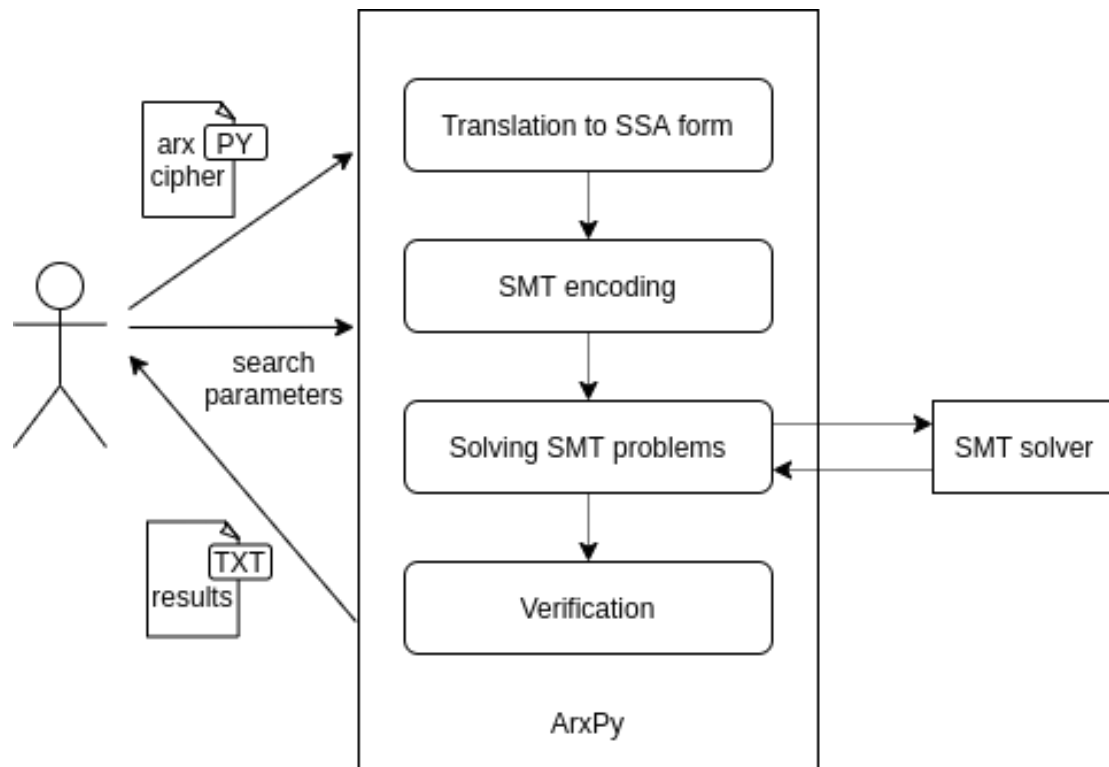 Translation to SSA form
arx PY
cipher
SMT encoding
search
parameters
Solving SMT problems
SMT solver
TXT
results
Verification
ArxPy